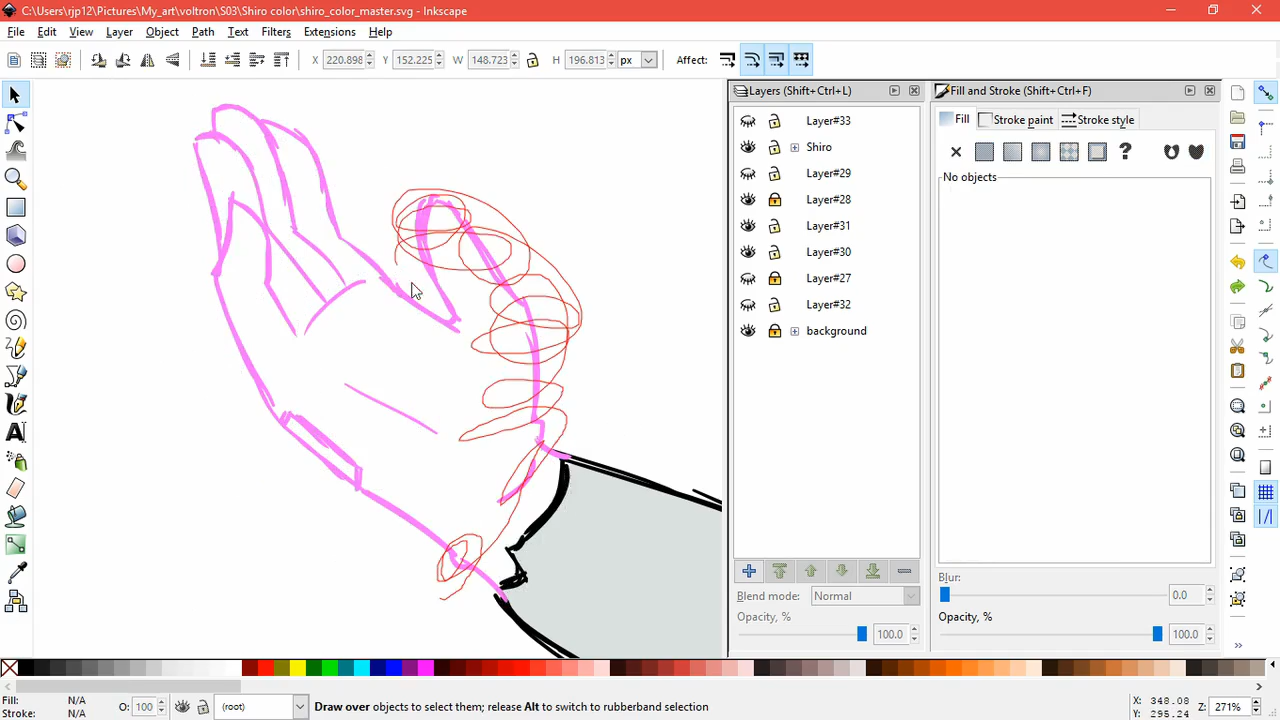 C:\Users\rjp12\Pictures\My_art\voltron\S03\Shiro color\shiro_color_master.svg - Inkscape
File Edit View Layer Object Path Text Filters Extensions Help
X 220.898 Y 152.225 W 148.723 H 196.813 px Affect:
Layers (Shift+Ctrl+L)
Layer#33
Shiro
Layer#29
Layer#28
Layer#31
Layer#30
Layer#27
Layer#32
background
Blend mode: Normal
Opacity, % 100.0
Fill and Stroke (Shift+Ctrl+F)
Fill Stroke paint Stroke style
?
No objects
Blur:
0.0
Opacity, %
100.0
Fill: N/A
Stroke: N/A
O: 100
(root)
Draw over objects to select them; release Alt to switch to rubberband selection
X: 348.08
Y: 295.24
Z: 271%